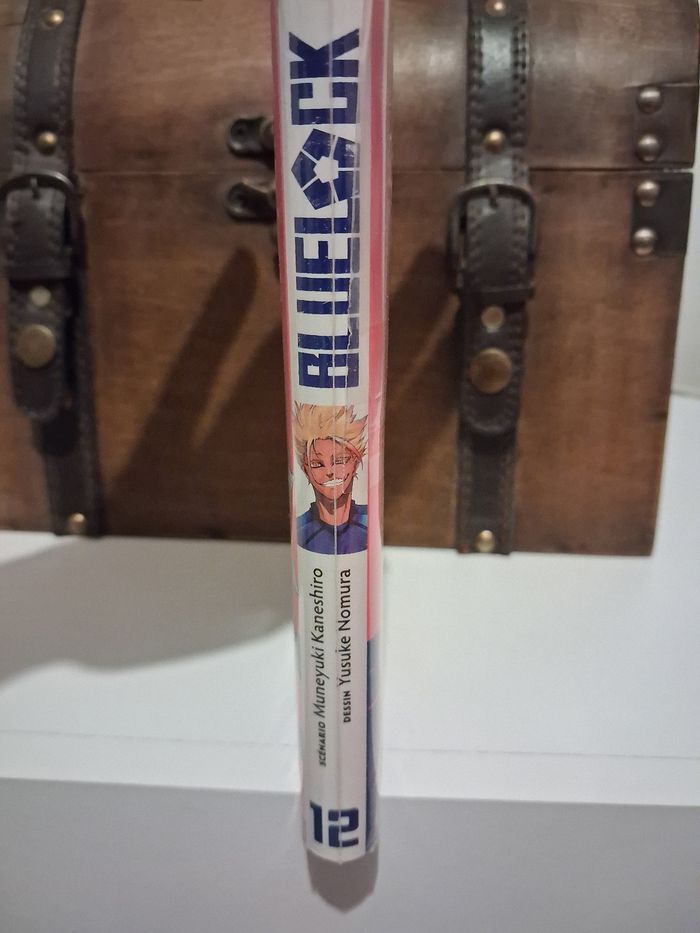 BLUELOCK
SCÉNARIO Muneyuki Kaneshiro
DESSIN Yusuke Nomura
12